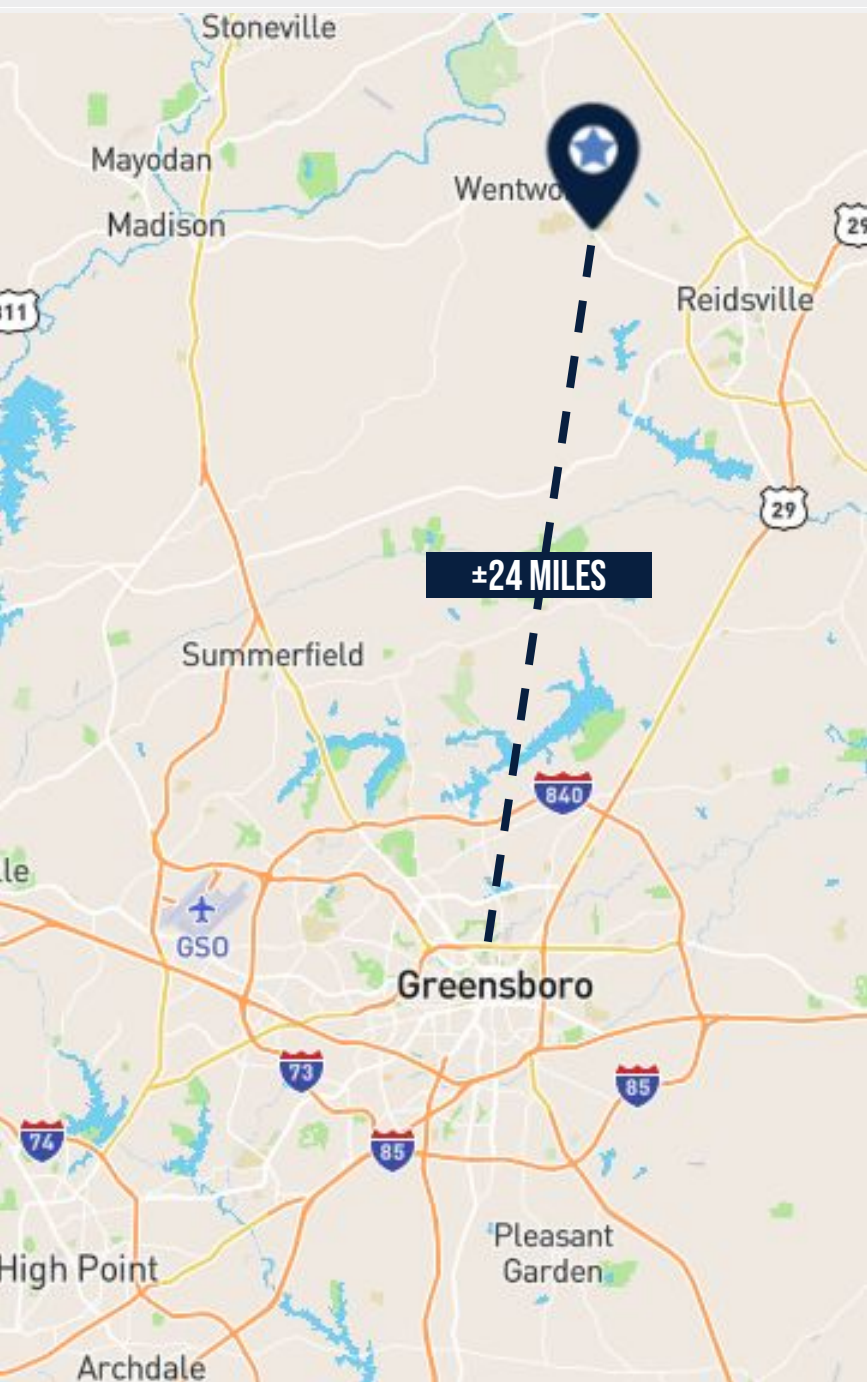 Stoneville
Mayodan
Wentwo
Madison
29
311
Reidsville
29
±24 MILES
Summerfield
840
GSO
Greensboro
73
85
74
85
Pleasant
Garden
High Point
Archdale